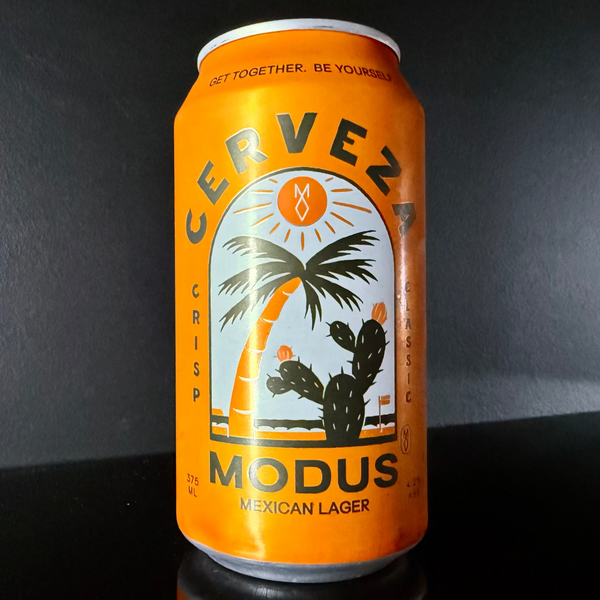 GET TOGETHER. BE YOURSELF
CERVEZA
CRISP
CLASSIC
MODUS
MEXICAN LAGER
375
ML